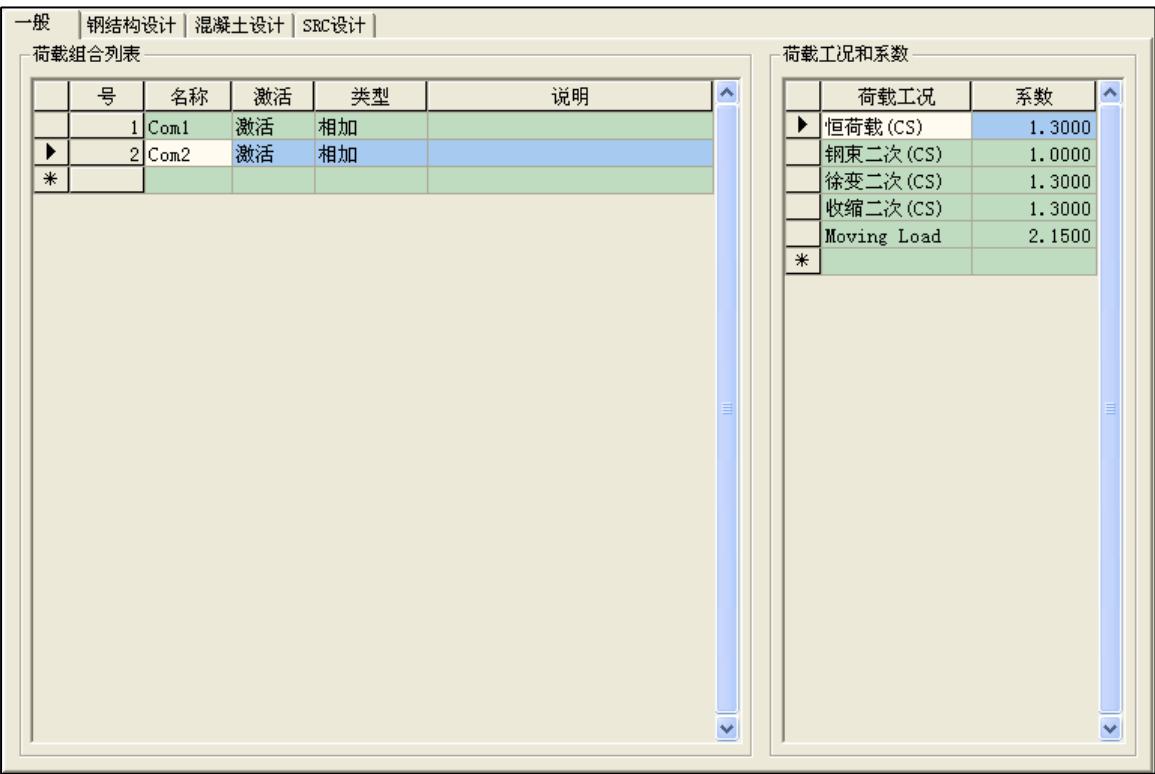 一般 钢结构设计 混凝土设计 SRC设计
荷载组合列表 荷载工况和系数
号 名称 激活 类型 说明 荷载工况 系数
1 Com1 激活 相加 恒荷载(CS) 1.3000
2 Com2 激活 相加 钢束二次(CS) 1.0000
徐变二次(CS) 1.3000
收缩二次(CS) 1.3000
Moving Load 2.1500